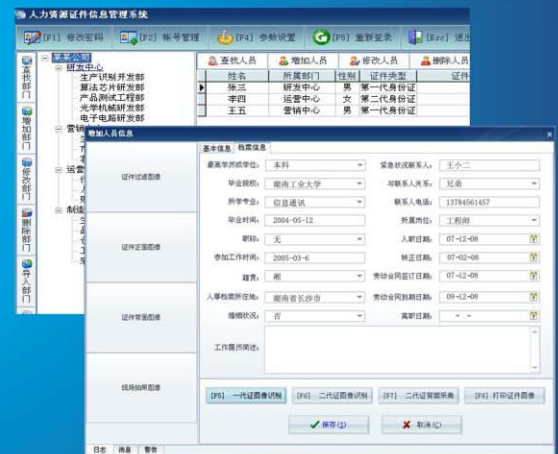 人力资源证件信息管理系统
[F1] 修改密码 [F2] 帐号管理 [F4] 参数设置 [F5] 重新登录 [Esc] 退出
查找部门
增加部门
修改部门
删除部门
导入部门
某某公司
研发中心
生产识别开发部
算法芯片研发部
产品测试工程部
光学机械研发部
电子电路研发部
营销
运营
制造
查找人员 增加人员 修改人员 删除人员
姓名 所属部门 性别 证件类型 证件
张三 研发中心 男 第一代身份证
李四 运营中心 女 第二代身份证
王五 营销中心 男 第一代身份证
增加人员信息
证件过滤图像
证件正面图像
证件背面图像
现场拍照图像
基本信息 档案信息
最高学历或学位: 本科 紧急状况联系人: 王小二
毕业院校: 湖南工业大学 与联系人关系: 兄弟
所学专业: 信息通讯 联系人电话: 13784561457
毕业时间: 2004-05-12 所属岗位: 工程师
职称: 无 入职日期: 07-12-08
参加工作时间: 2005-03-6 转正日期: 07-02-08
籍贯: 湘 劳动合同签订日期: 07-12-08
人事档案所在地: 湖南省长沙市 劳动合同到期日期: 09-12-08
婚姻状况: 否 离职日期: - -
工作履历简述:
[F5] 一代证图像识别 [F6] 二代证图像识别 [F7] 二代证背面采集 [F8] 打印证件图像
保存(J) 取消(C)
日志 消息 警告